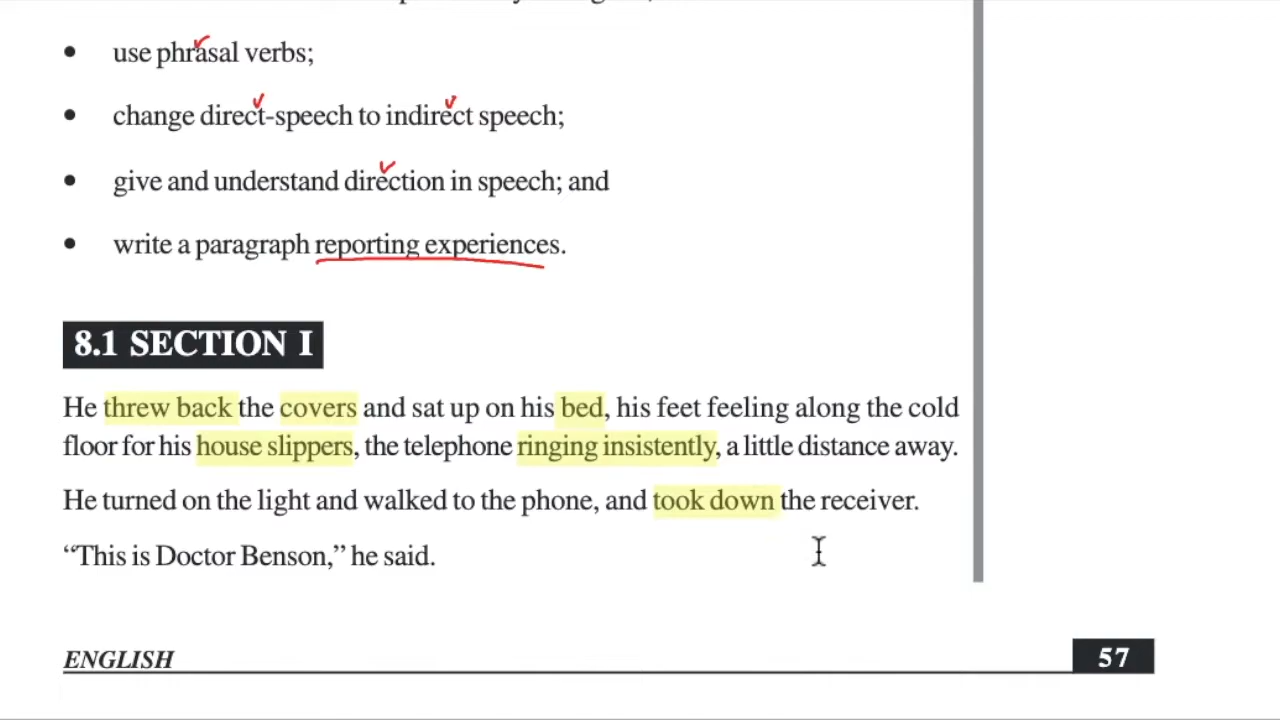 • use phrasal verbs;
• change direct-speech to indirect speech;
• give and understand direction in speech; and
• write a paragraph reporting experiences.
8.1 SECTION I
He threw back the covers and sat up on his bed, his feet feeling along the cold
floor for his house slippers, the telephone ringing insistently, a little distance away.
He turned on the light and walked to the phone, and took down the receiver.
“This is Doctor Benson,” he said.
ENGLISH
57